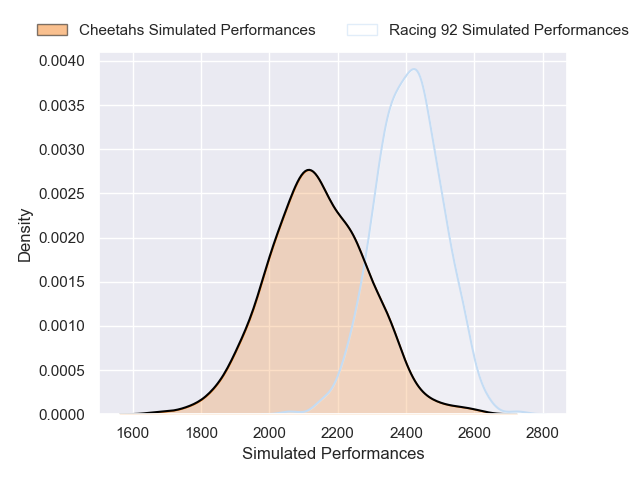 Cheetahs Simulated Performances
Racing 92 Simulated Performances
0.0040
0.0035
0.0030
0.0025
0.0020
0.0015
0.0010
0.0005
0.0000
Density
1600 1800 2000 2200 2400 2600 2800
Simulated Performances